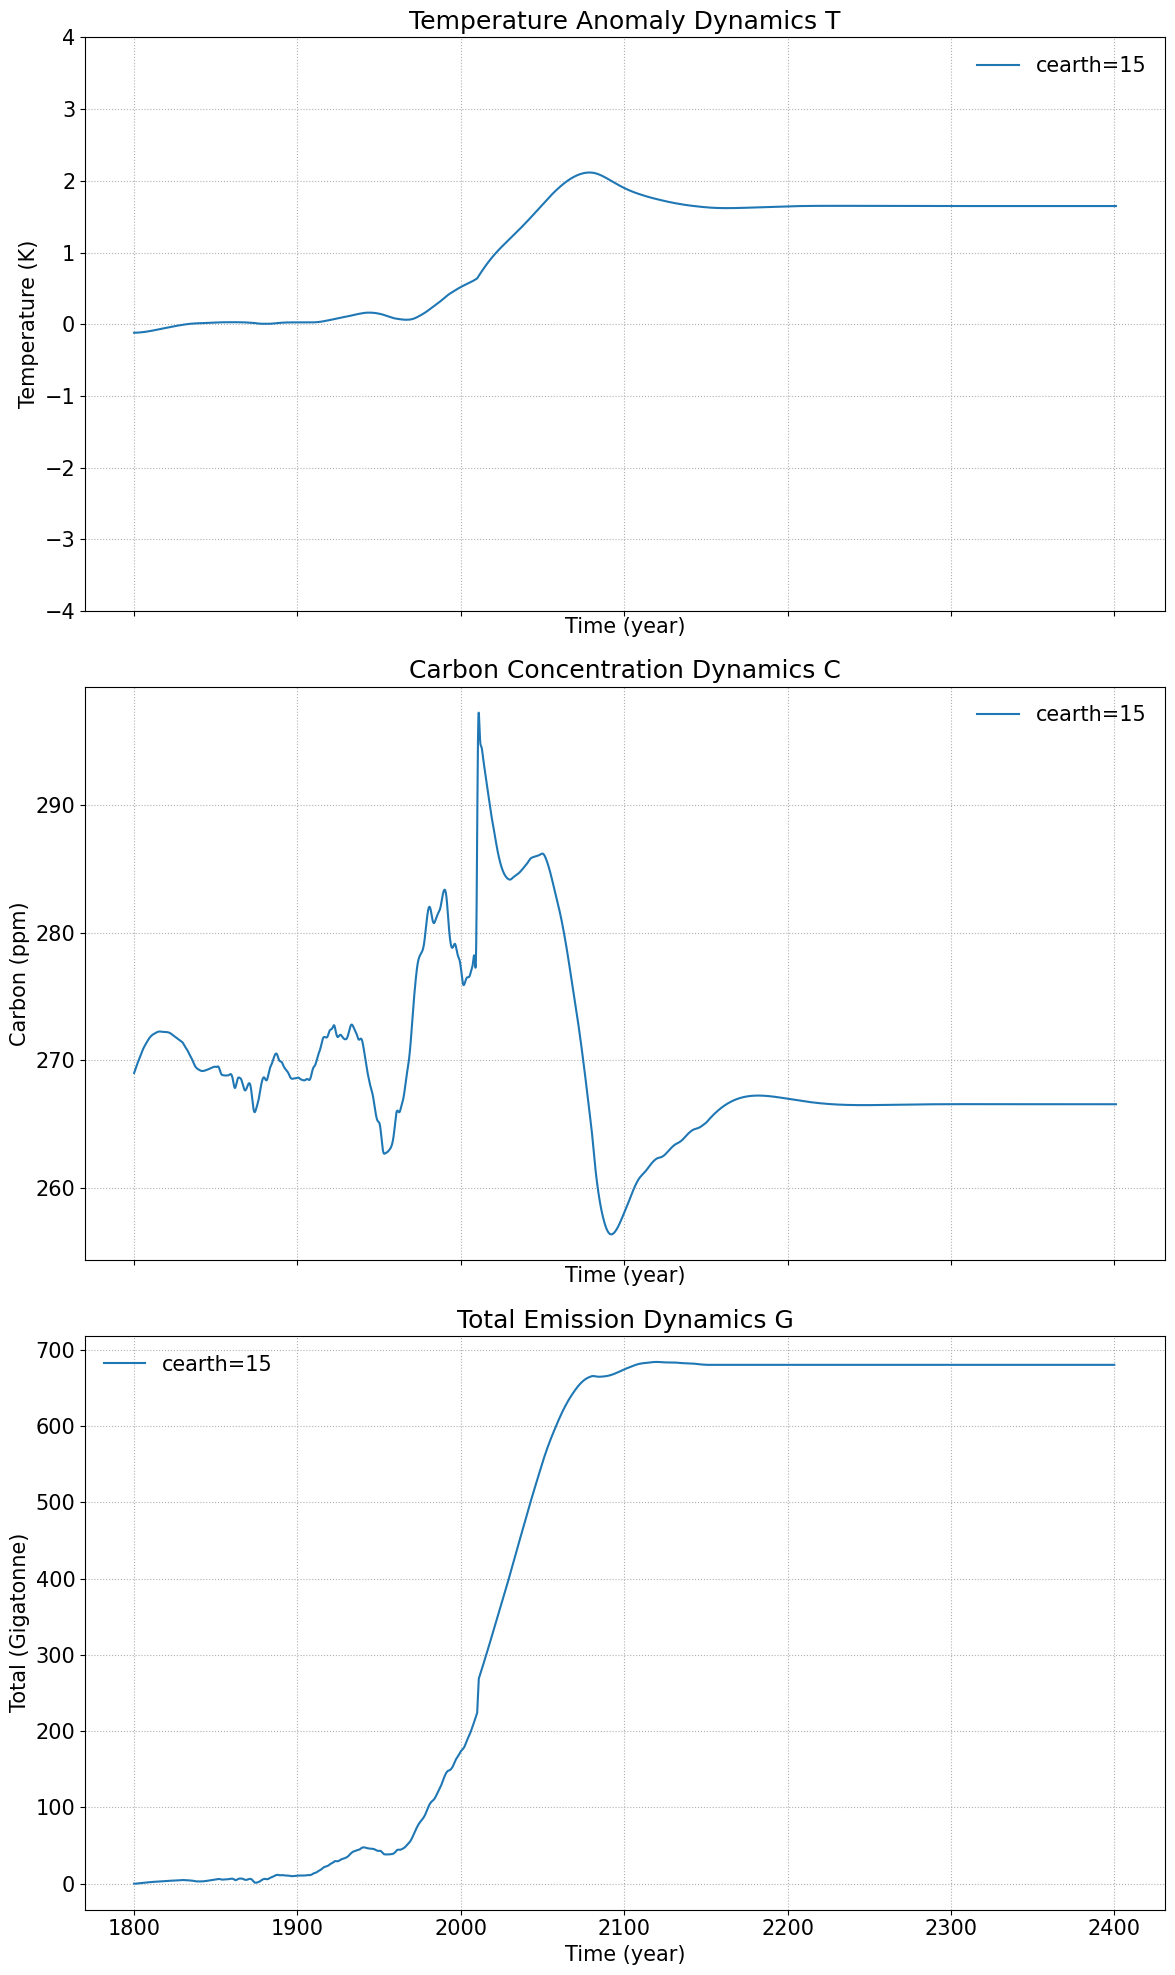 Temperature Anomaly Dynamics T
4
3
2
1
0
−1
−2
−3
−4
Temperature (K)
cearth=15
Time (year)
Carbon Concentration Dynamics C
290
280
270
260
Carbon (ppm)
cearth=15
Time (year)
Total Emission Dynamics G
700
600
500
400
300
200
100
0
Total (Gigatonne)
cearth=15
1800 1900 2000 2100 2200 2300 2400
Time (year)